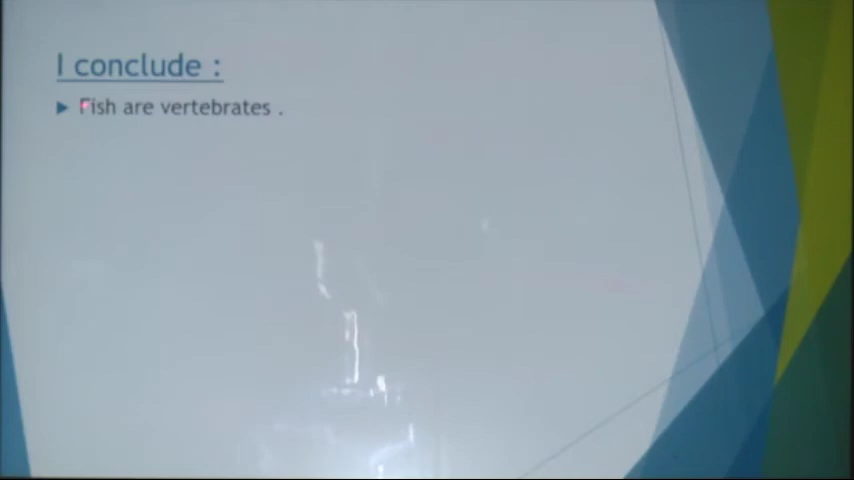 I conclude :
Fish are vertebrates .